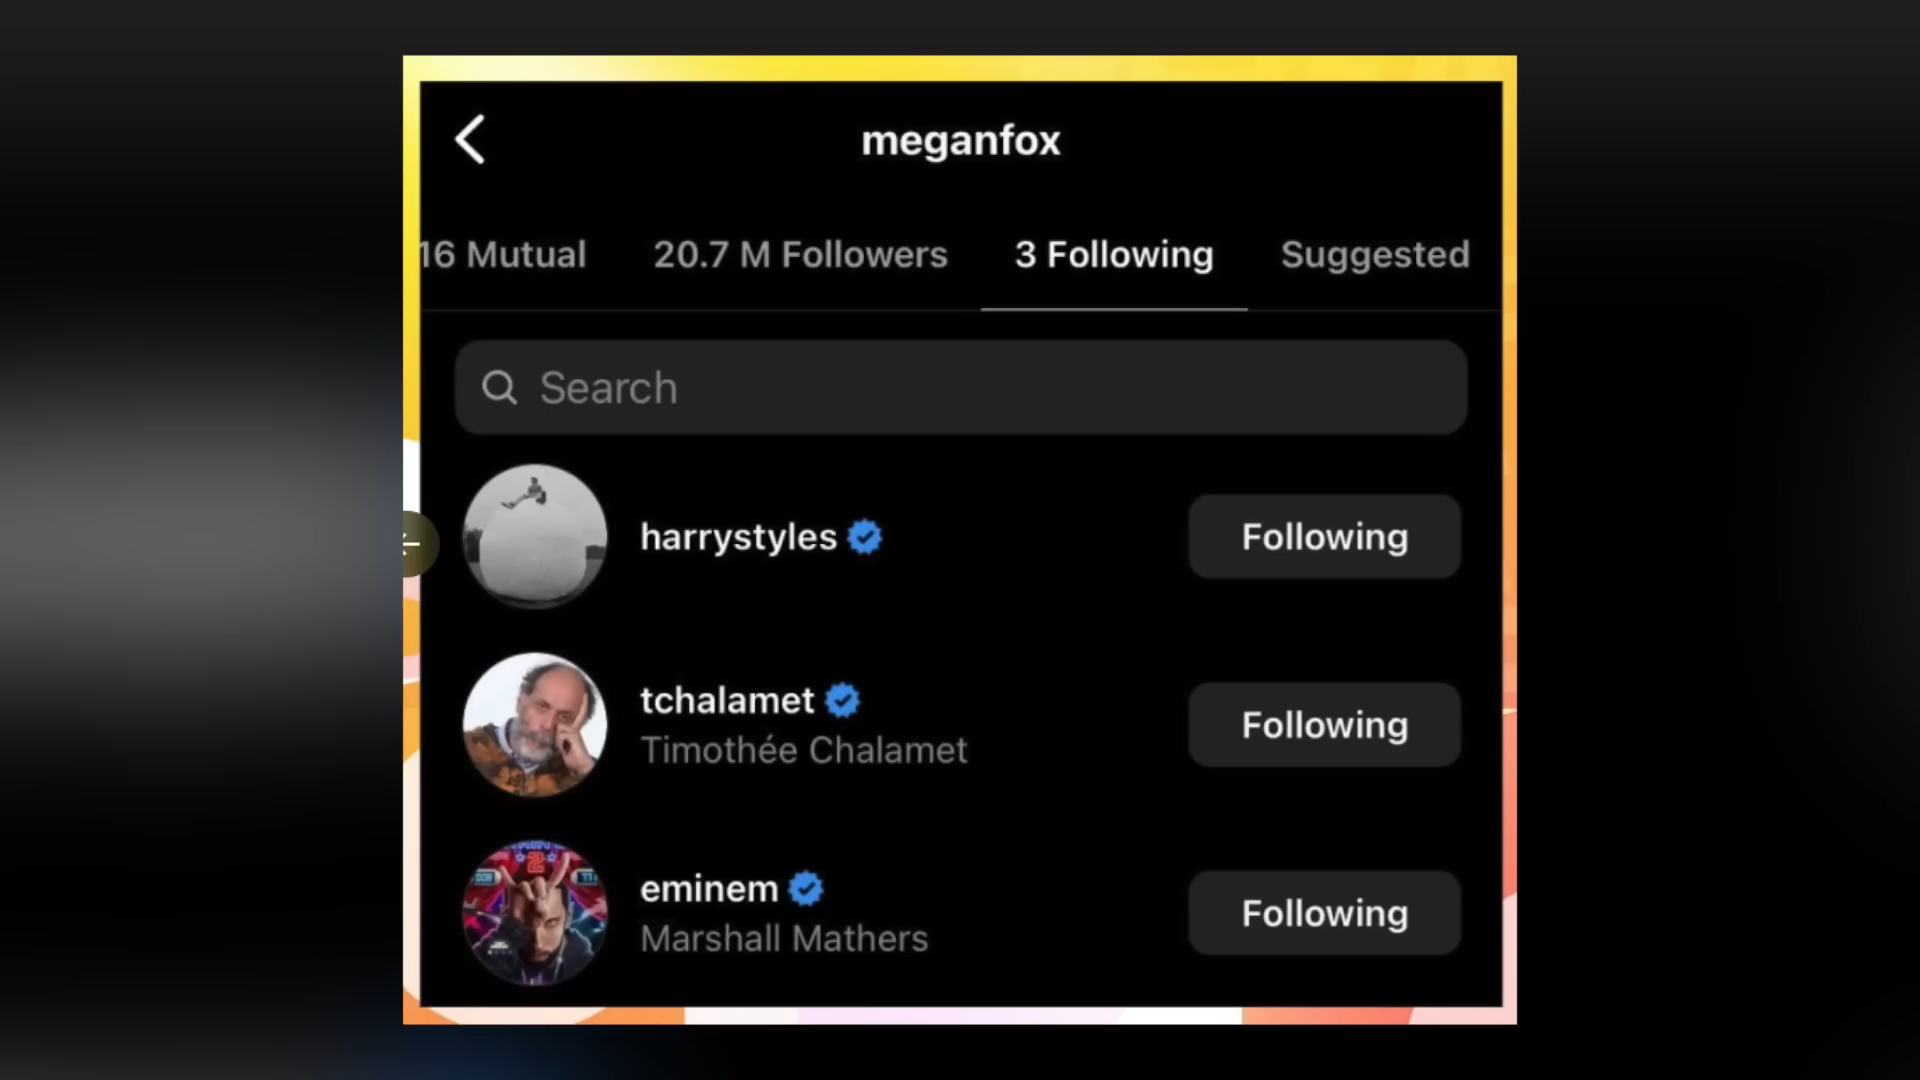 meganfox
16 Mutual 20.7 M Followers 3 Following Suggested
Search
harrystyles Following
tchalamet Following
Timothée Chalamet
eminem Following
Marshall Mathers